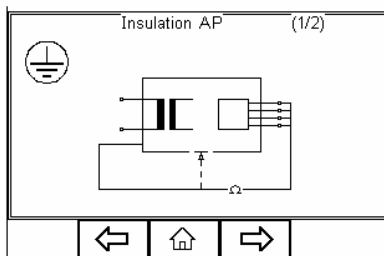 Insulation AP (1/2)
Ω